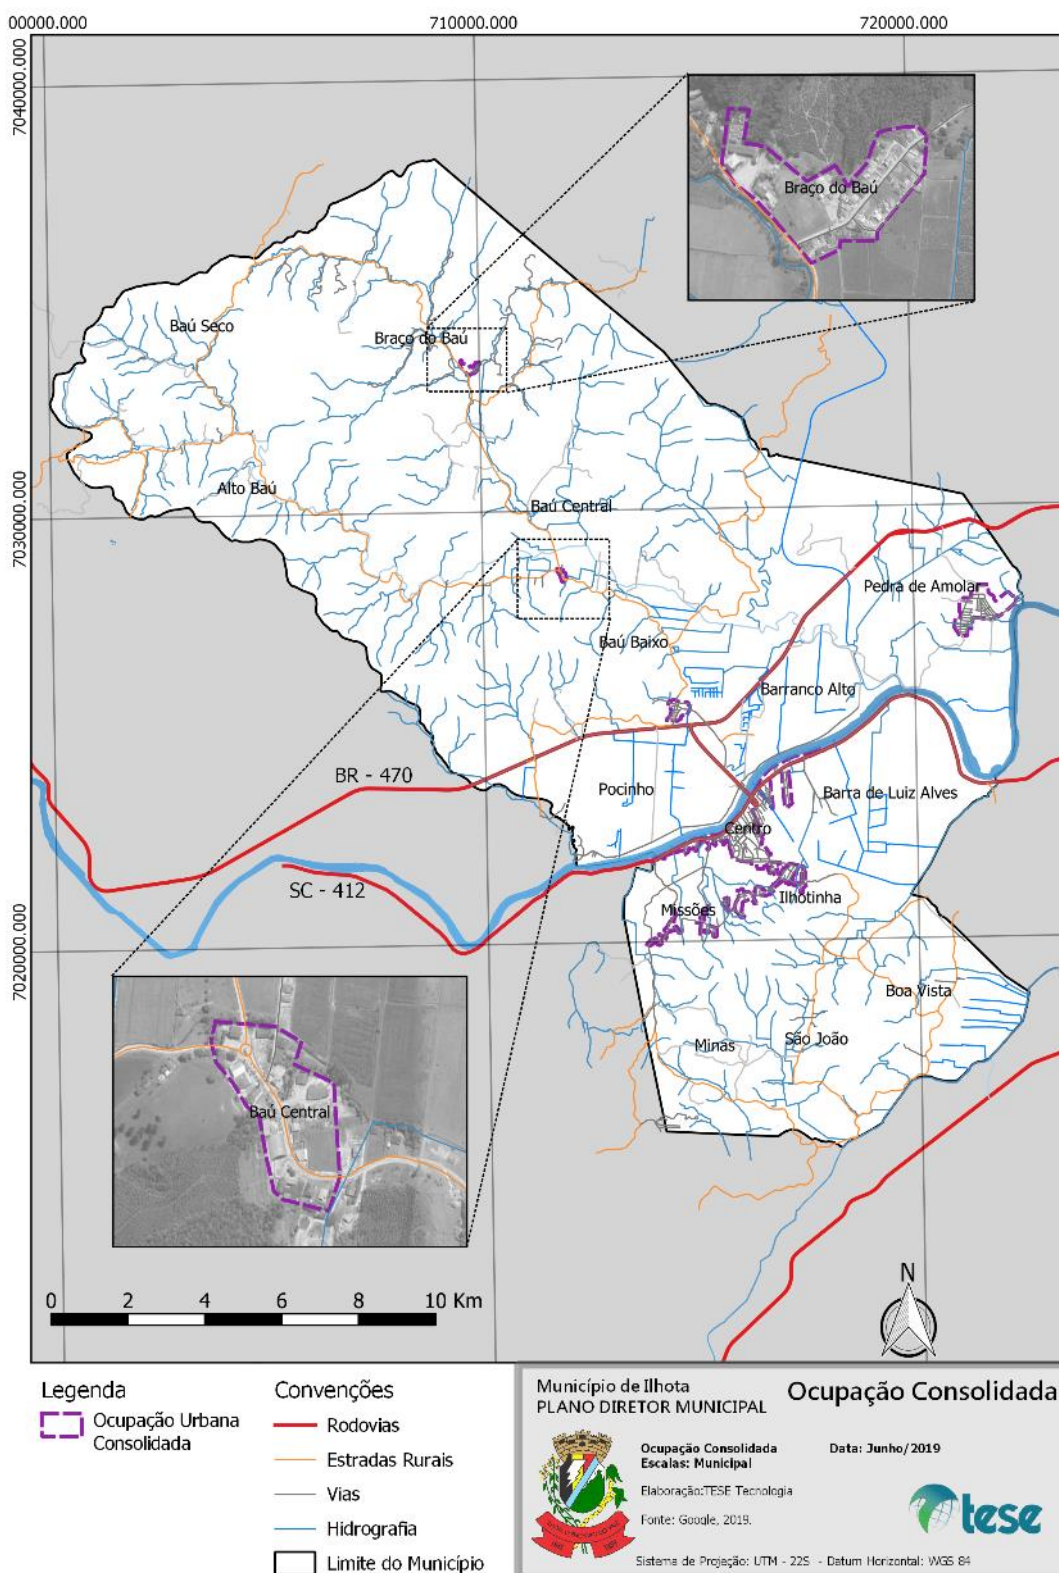 00000.000
710000.000
720000.000
7040000.000
7030000.000
7020000.000
Braço do Baú
Baú Seco
Braço do Baú
Alto Baú
Baú Central
Pedra de Amolar
Baú Baixo
Barranco Alto
BR - 470
Pocinho
Barra de Luiz Alves
Centro
SC - 412
Ilhotinha
Missões
Boa Vista
São João
Minas
Baú Central
N
0 2 4 6 8 10 Km
Legenda
Ocupação Urbana
Consolidada
Convenções
Rodovias
Estradas Rurais
Vias
Hidrografia
Limite do Município
Município de Ilhota
PLANO DIRETOR MUNICIPAL
Ocupação Consolidada
Ocupação Consolidada
Escalas: Municipal
Data: Junho/2019
Elaboração:TESE Tecnologia
Fonte: Google, 2019.
tese
Sistema de Projeção: UTM - 22S - Datum Horizontal: WGS 84